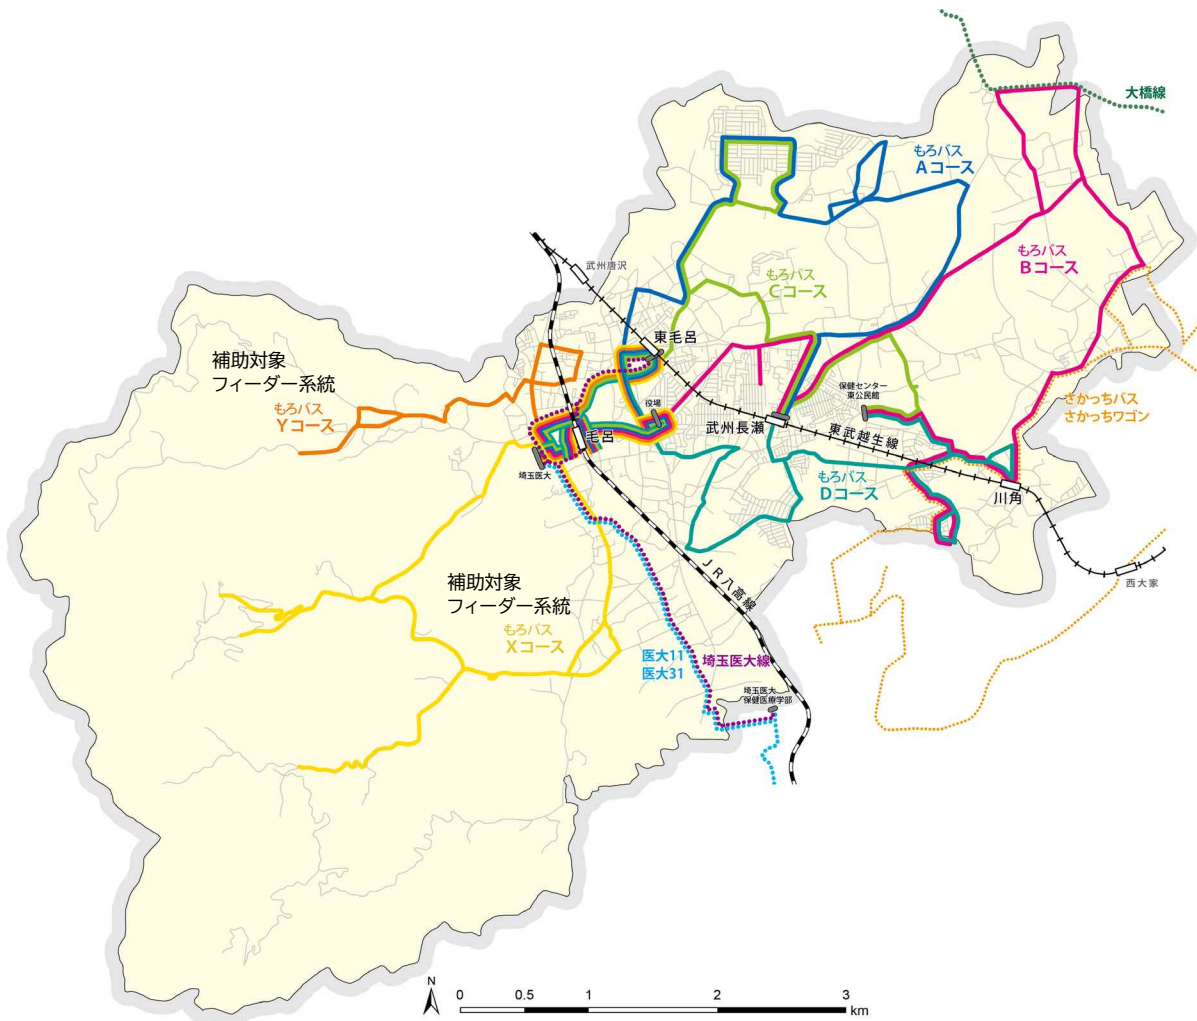 大橋線
もろバス
Aコース
もろバス
Bコース
武州唐沢
もろバス
Cコース
東毛呂
補助対象
フィーダー系統
もろバス
Yコース
保健センター
東公民館
さかっちバス
さかっちワゴン
役場
武州長瀬
東武越生線
毛呂
埼玉医大
もろバス
Dコース
川角
JR八高線
西大家
補助対象
フィーダー系統
もろバス
Xコース
医大11
医大31
埼玉医大線
埼玉医大
保健医療学部
N
0 0.5 1 2 3
km